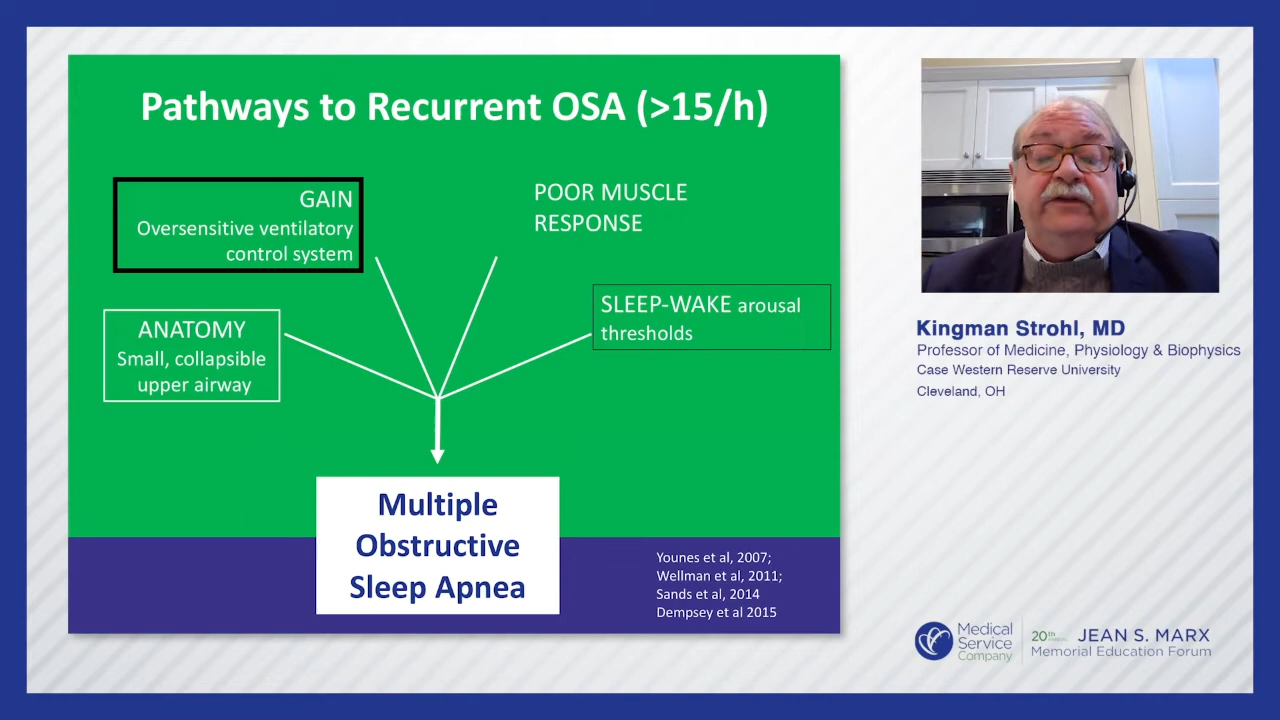 Pathways to Recurrent OSA (>15/h)
GAIN
Oversensitive ventilatory
control system
POOR MUSCLE
RESPONSE
ANATOMY
Small, collapsible
upper airway
SLEEP-WAKE arousal
thresholds
Multiple
Obstructive
Sleep Apnea
Younes et al, 2007;
Wellman et al, 2011;
Sands et al, 2014
Dempsey et al 2015
Kingman Strohl, MD
Professor of Medicine, Physiology & Biophysics
Case Western Reserve University
Cleveland, OH
Medical
Service
Company
20th JEAN S. MARX
Memorial Education Forum